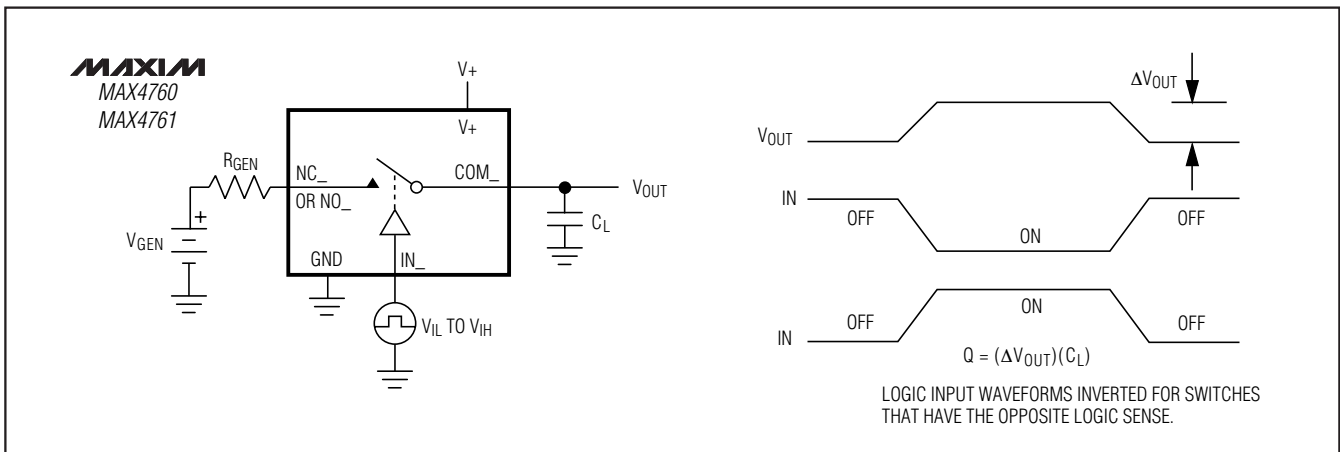 MAXIM
MAX4760
MAX4761
V+
V+
RGEN
NC_
OR NO_
COM_
VOUT
CL
+
VGEN
GND
IN_
VIL TO VIH
ΔVOUT
VOUT
IN
OFF
ON
OFF
IN
OFF
ON
OFF
Q = (ΔVOUT)(CL)
LOGIC INPUT WAVEFORMS INVERTED FOR SWITCHES
THAT HAVE THE OPPOSITE LOGIC SENSE.